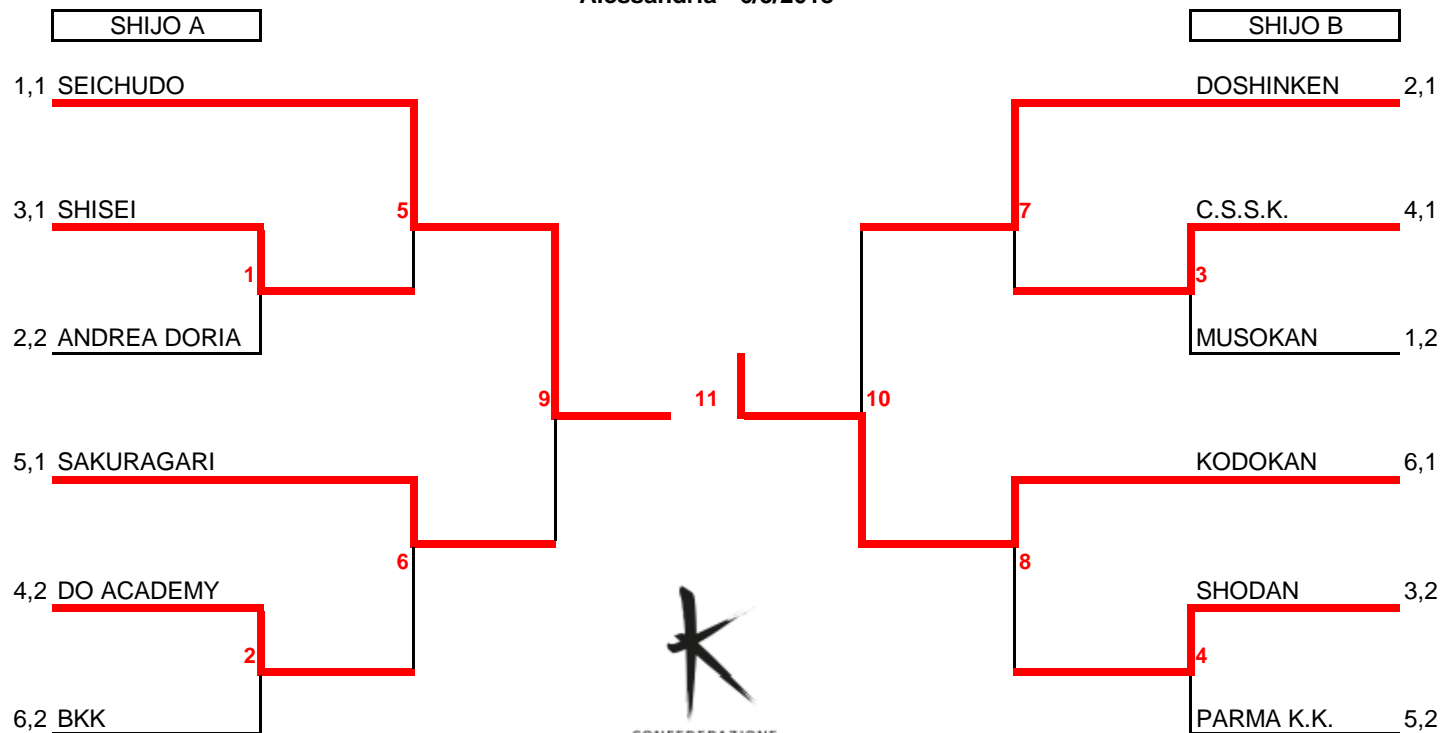 SHIJO A SHIJO B
1,1 SEICHUDO DOSHINKEN 2,1
3,1 SHISEI 5 7 C.S.S.K. 4,1
1 3
2,2 ANDREA DORIA MUSOKAN 1,2
9 11 10
5,1 SAKURAGARI KODOKAN 6,1
6 8
4,2 DO ACADEMY SHODAN 3,2
2 4
6,2 BKK PARMA K.K. 5,2